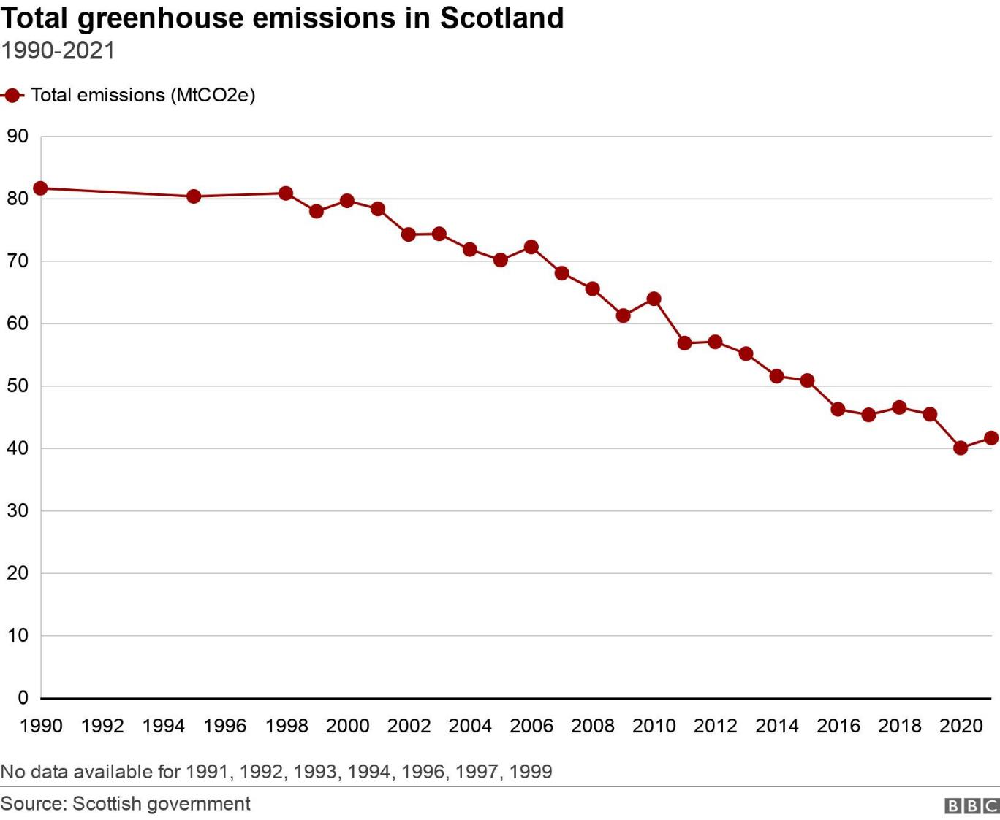 Total greenhouse emissions in Scotland
1990-2021
Total emissions (MtCO2e)
90
80
70
60
50
40
30
20
10
0
1990 1992 1994 1996 1998 2000 2002 2004 2006 2008 2010 2012 2014 2016 2018 2020
No data available for 1991, 1992, 1993, 1994, 1996, 1997, 1999
Source: Scottish government
BBC